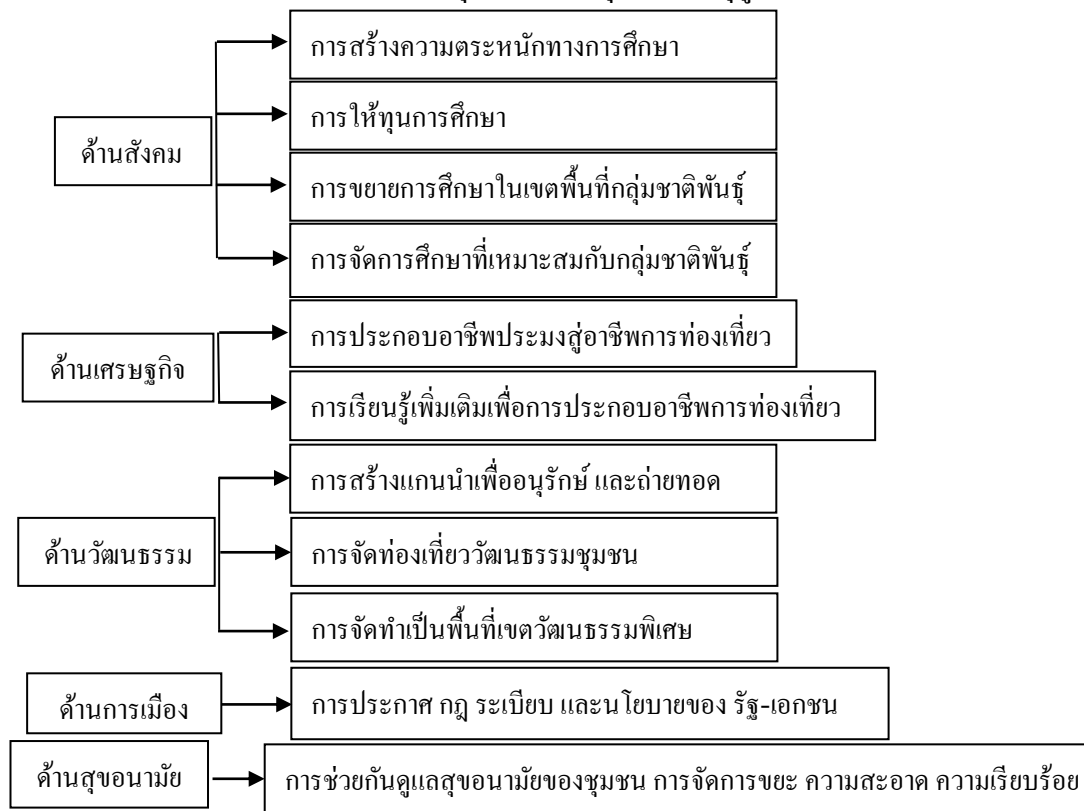 การสร้างความตระหนักทางการศึกษา
การให้ทุนการศึกษา
ด้านสังคม
การขยายการศึกษาในเขตพื้นที่กลุ่มชาติพันธุ์
การจัดการศึกษาที่เหมาะสมกับกลุ่มชาติพันธุ์
การประกอบอาชีพประมงสู่อาชีพการท่องเที่ยว
ด้านเศรษฐกิจ
การเรียนรู้เพิ่มเติมเพื่อการประกอบอาชีพการท่องเที่ยว
การสร้างแกนนำเพื่ออนุรักษ์ และถ่ายทอด
ด้านวัฒนธรรม
การจัดท่องเที่ยววัฒนธรรมชุมชน
การจัดทำเป็นพื้นที่เขตวัฒนธรรมพิเศษ
ด้านการเมือง
การประกาศ กฎ ระเบียบ และนโยบายของ รัฐ-เอกชน
ด้านสุขอนามัย
การช่วยกันดูแลสุขอนามัยของชุมชน การจัดการขยะ ความสะอาด ความเรียบร้อย